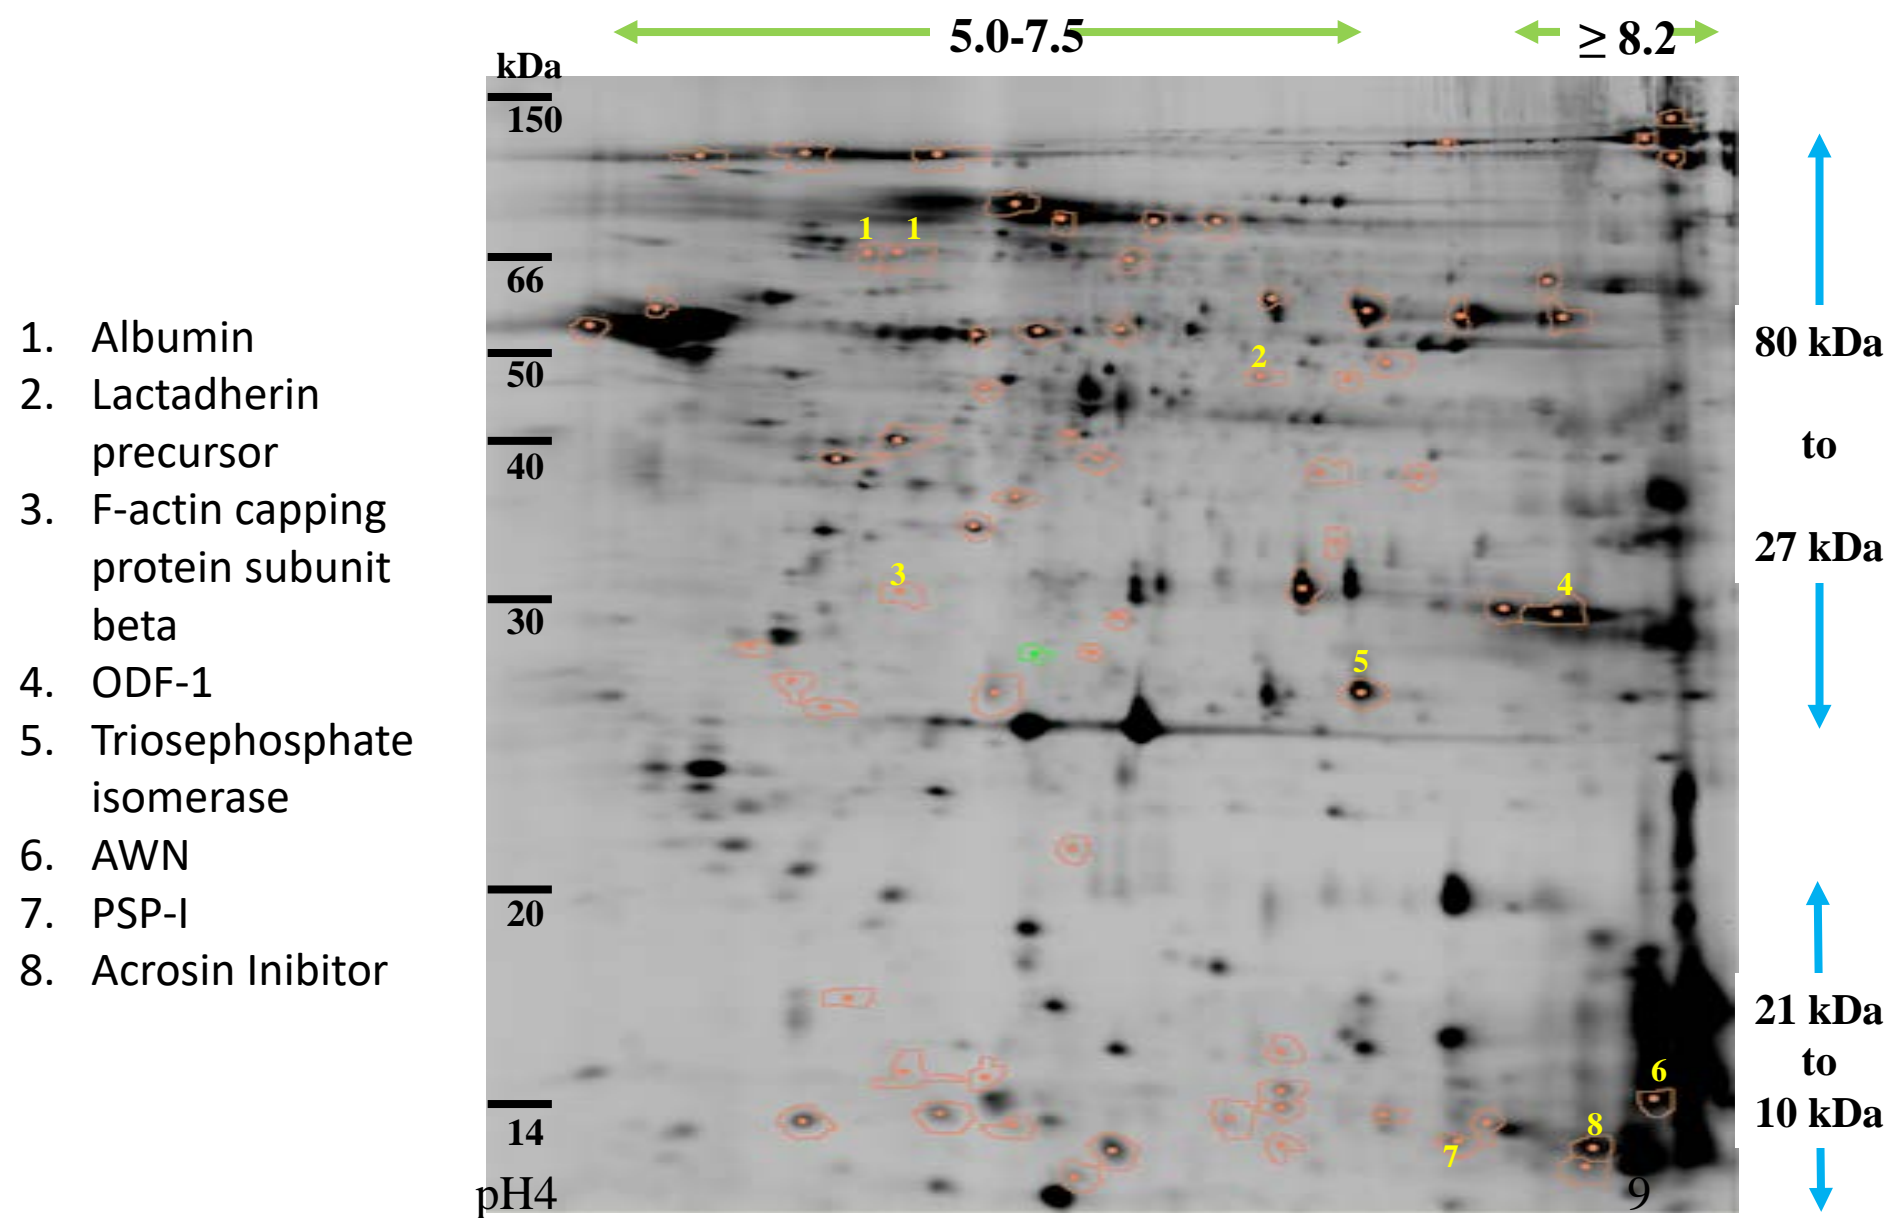 5.0-7.5
≥ 8.2
kDa
150
66
50
40
30
20
14
pH4
9
1
1
2
3
4
5
6
7
8
1. Albumin
2. Lactadherin
precursor
3. F-actin capping
protein subunit
beta
4. ODF-1
5. Triosephosphate
isomerase
6. AWN
7. PSP-I
8. Acrosin Inibitor
80 kDa
to
27 kDa
21 kDa
to
10 kDa